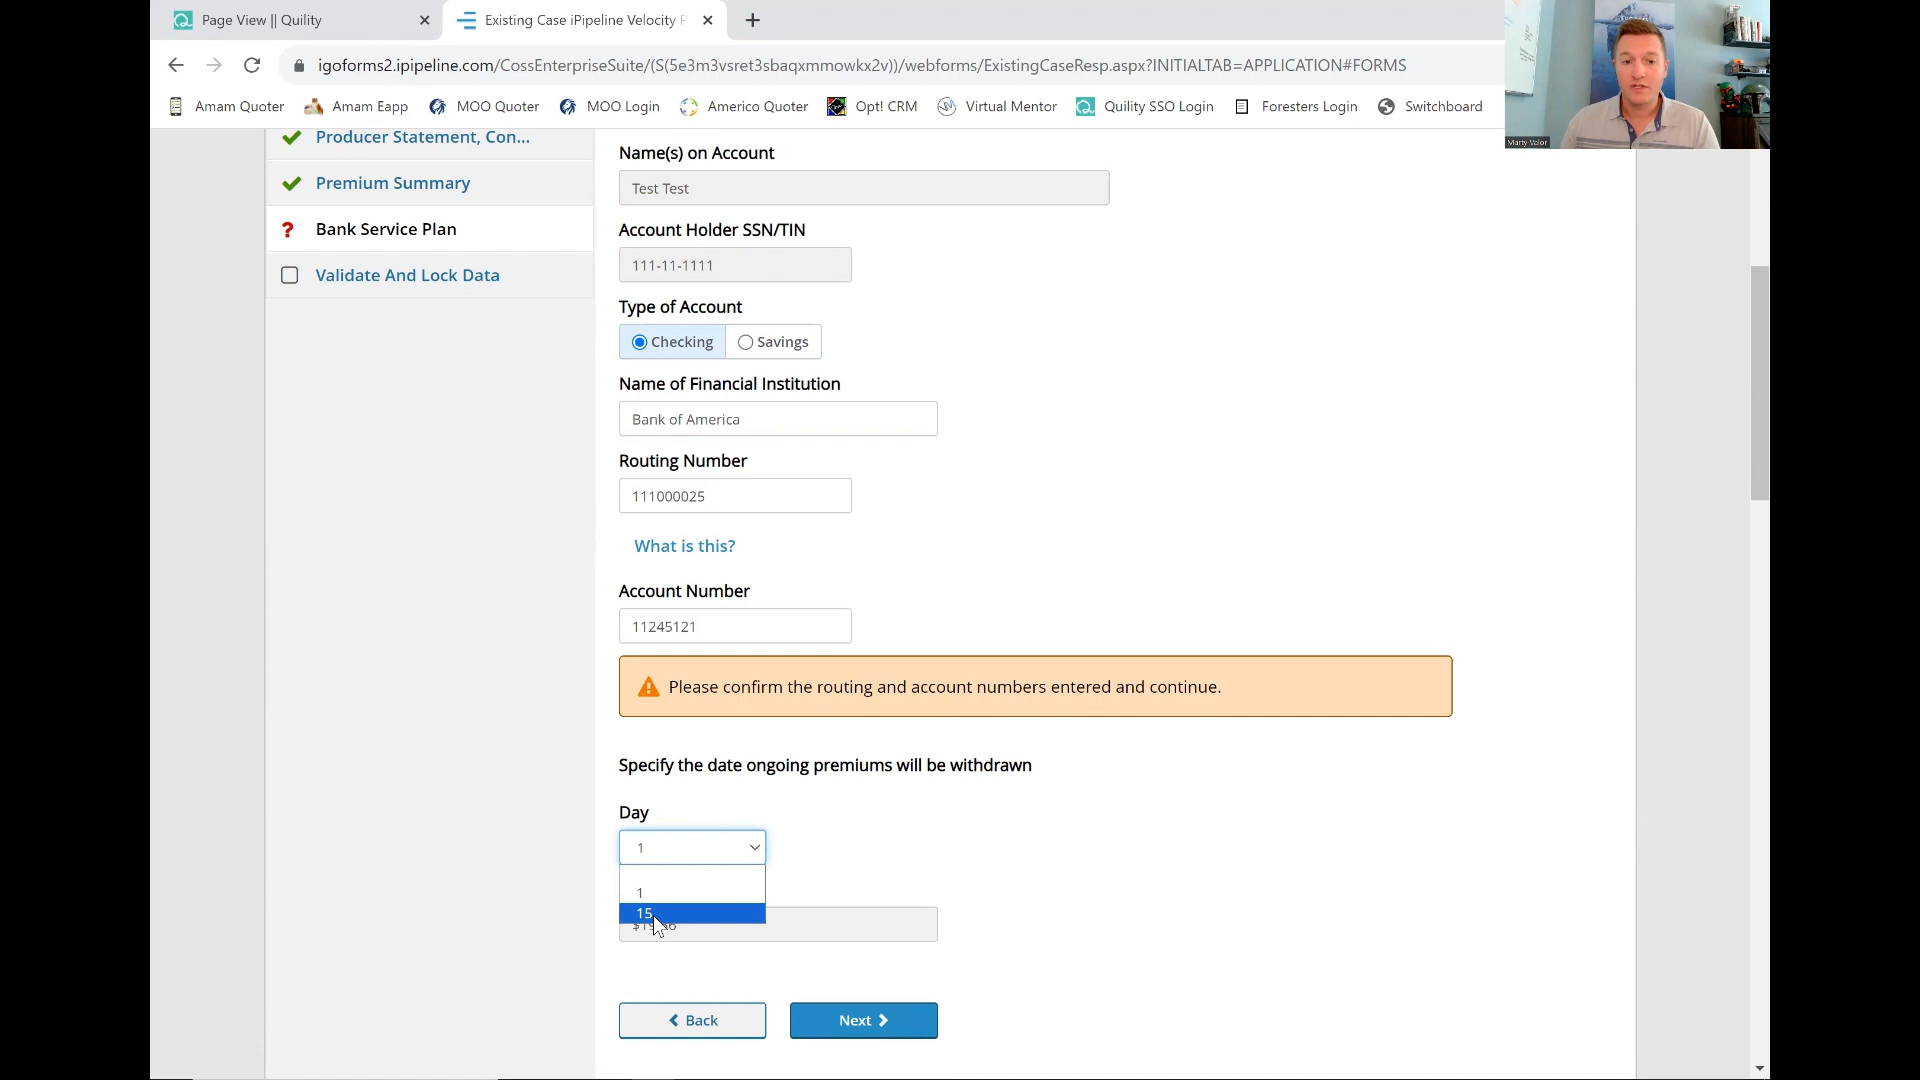 Page View || Quility
Existing Case iPipeline Velocity P
igoforms2.ipipeline.com/CossEnterpriseSuite/(S(5e3m3vsret3sbaqxmmowkx2v))/webforms/ExistingCaseResp.aspx?INITIALTAB=APPLICATION#FORMS
Amam Quoter
Amam Eapp
MOO Quoter
MOO Login
Americo Quoter
Opt! CRM
Virtual Mentor
Quility SSO Login
Foresters Login
Switchboard
Marty Valor
Producer Statement, Con...
Premium Summary
? Bank Service Plan
Validate And Lock Data
Name(s) on Account
Test Test
Account Holder SSN/TIN
111-11-1111
Type of Account
Checking
Savings
Name of Financial Institution
Bank of America
Routing Number
111000025
What is this?
Account Number
11245121
Please confirm the routing and account numbers entered and continue.
Specify the date ongoing premiums will be withdrawn
Day
1
1
15
Back
Next